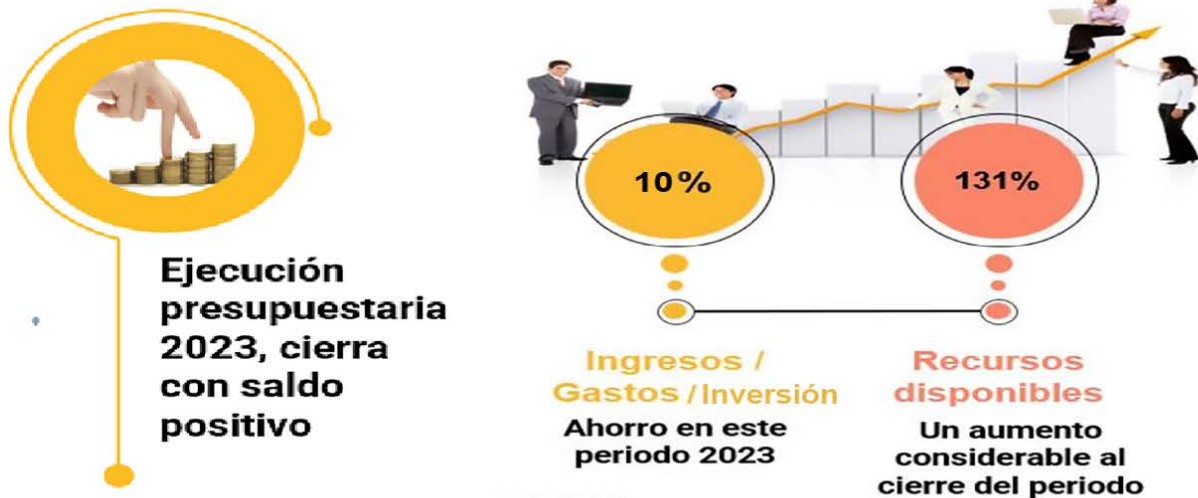 Ejecución
presupuestaria
2023, cierra
con saldo
positivo
10%
131%
Ingresos /
Gastos / Inversión
Ahorro en este
periodo 2023
Recursos
disponibles
Un aumento
considerable al
cierre del periodo